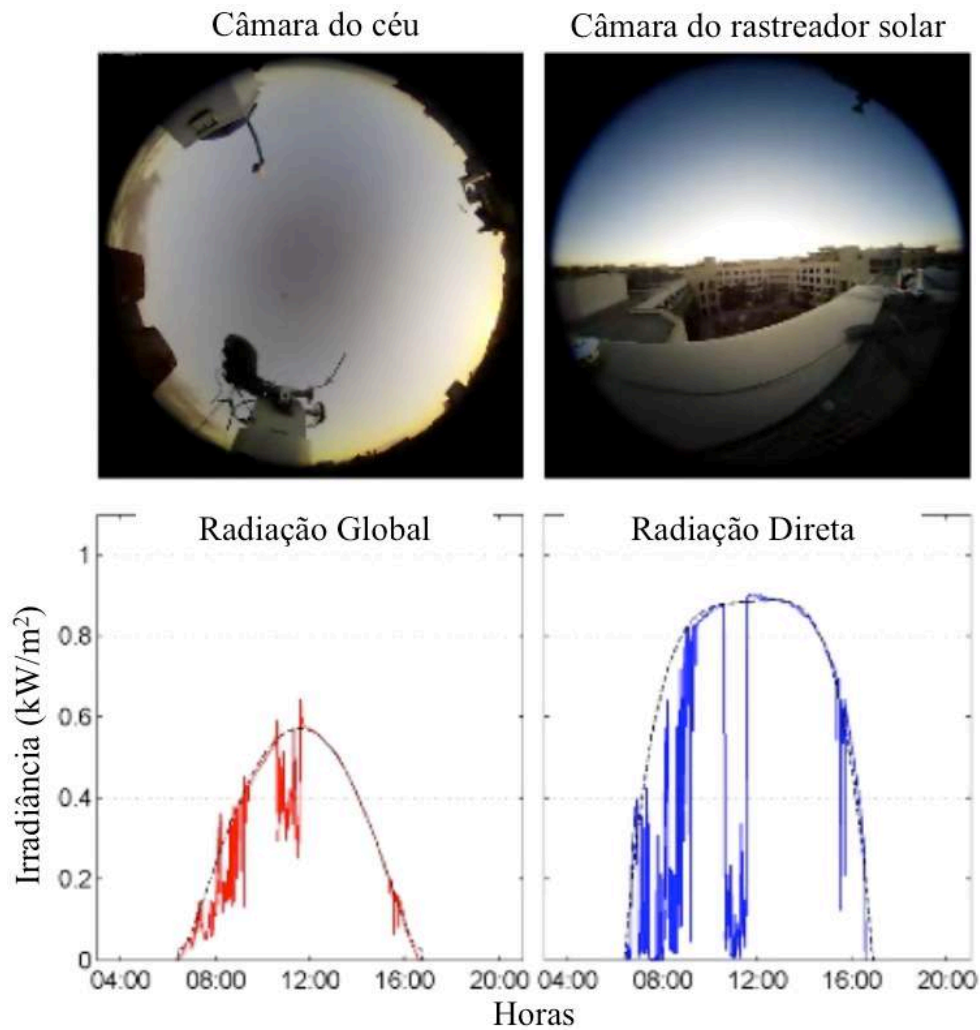 Câmara do céu
Câmara do rastreador solar
Radiação Global
Radiação Direta
Irradiância (kW/m²)
1
0.8
0.6
0.4
0.2
0
04:00
08:00
12:00
16:00
20:00
04:00
08:00
12:00
16:00
20:00
Horas